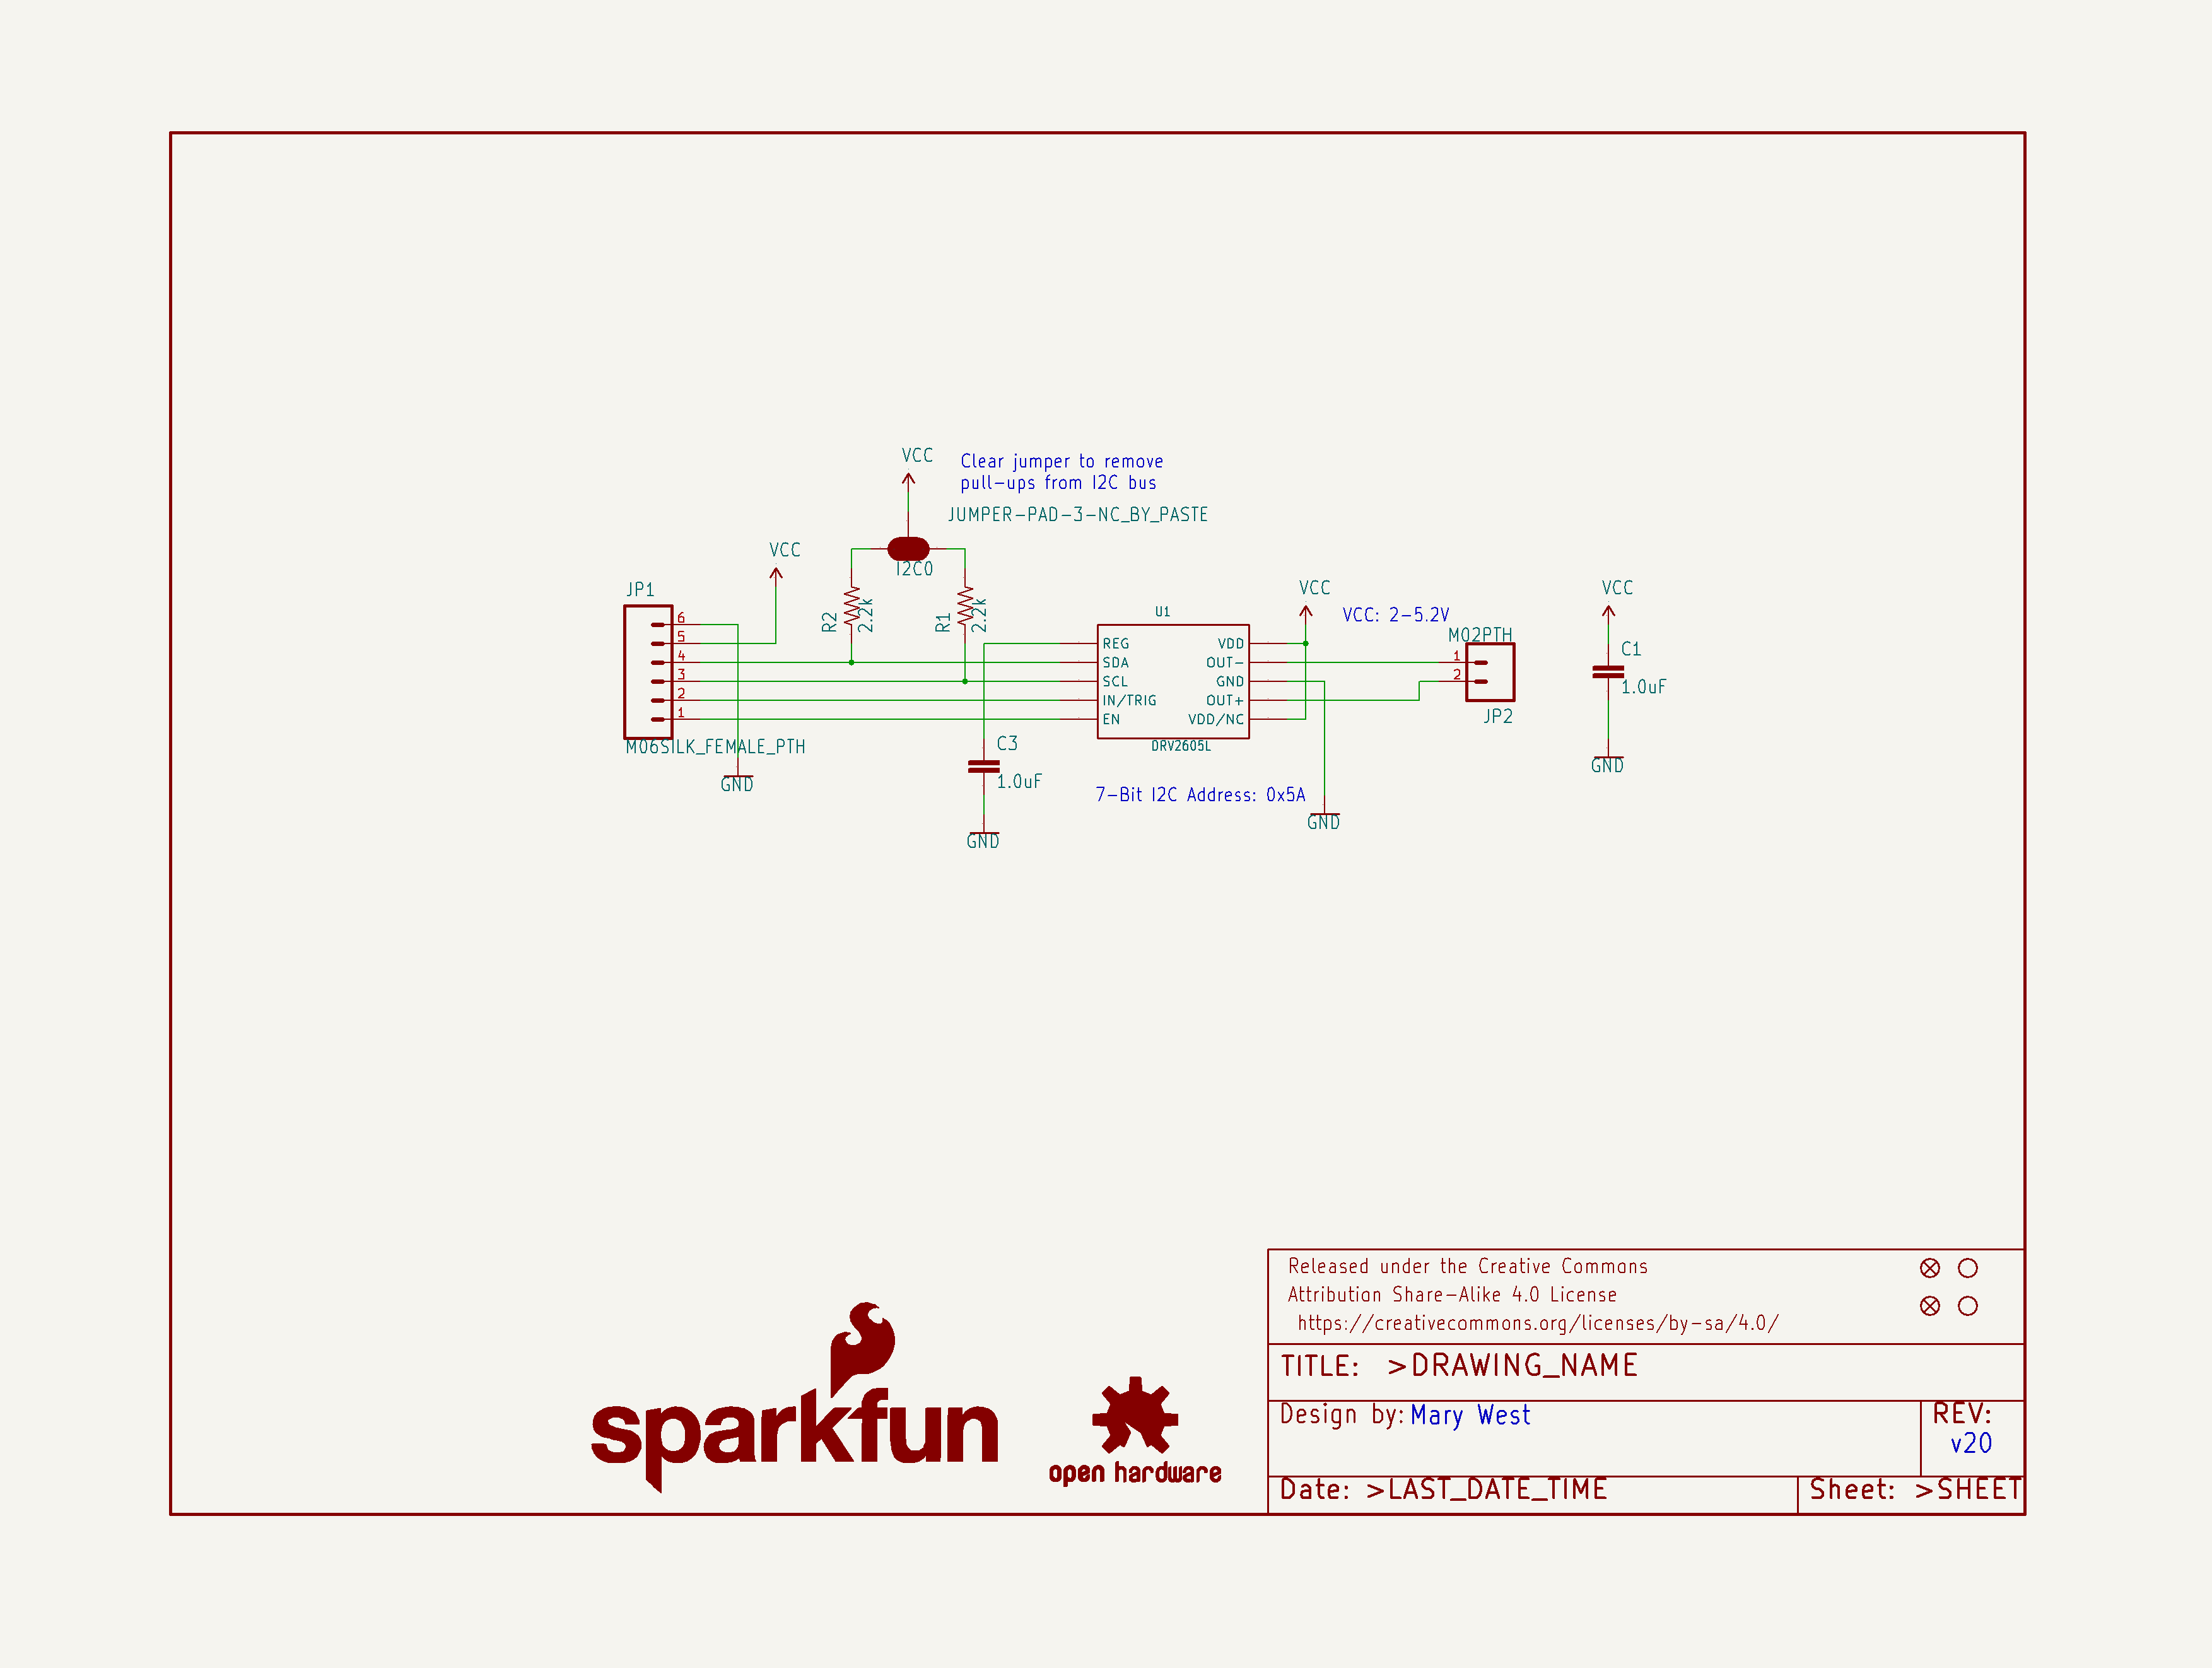 VCC
Clear jumper to remove
pull-ups from I2C bus
JUMPER-PAD-3-NC_BY_PASTE
I2C0
VCC
R2
2.2k
R1
2.2k
JP1
6
5
4
3
2
1
M06SILK_FEMALE_PTH
GND
C3
1.0uF
GND
U1
REG
SDA
SCL
IN/TRIG
EN
VDD
OUT-
GND
OUT+
VDD/NC
DRV2605L
7-Bit I2C Address: 0x5A
GND
VCC
VCC: 2-5.2V
M02PTH
1
2
JP2
VCC
C1
1.0uF
GND
sparkfun
open hardware
Released under the Creative Commons
Attribution Share-Alike 4.0 License
https://creativecommons.org/licenses/by-sa/4.0/
TITLE: >DRAWING_NAME
Design by: Mary West
REV:
v20
Date: >LAST_DATE_TIME
Sheet: >SHEET